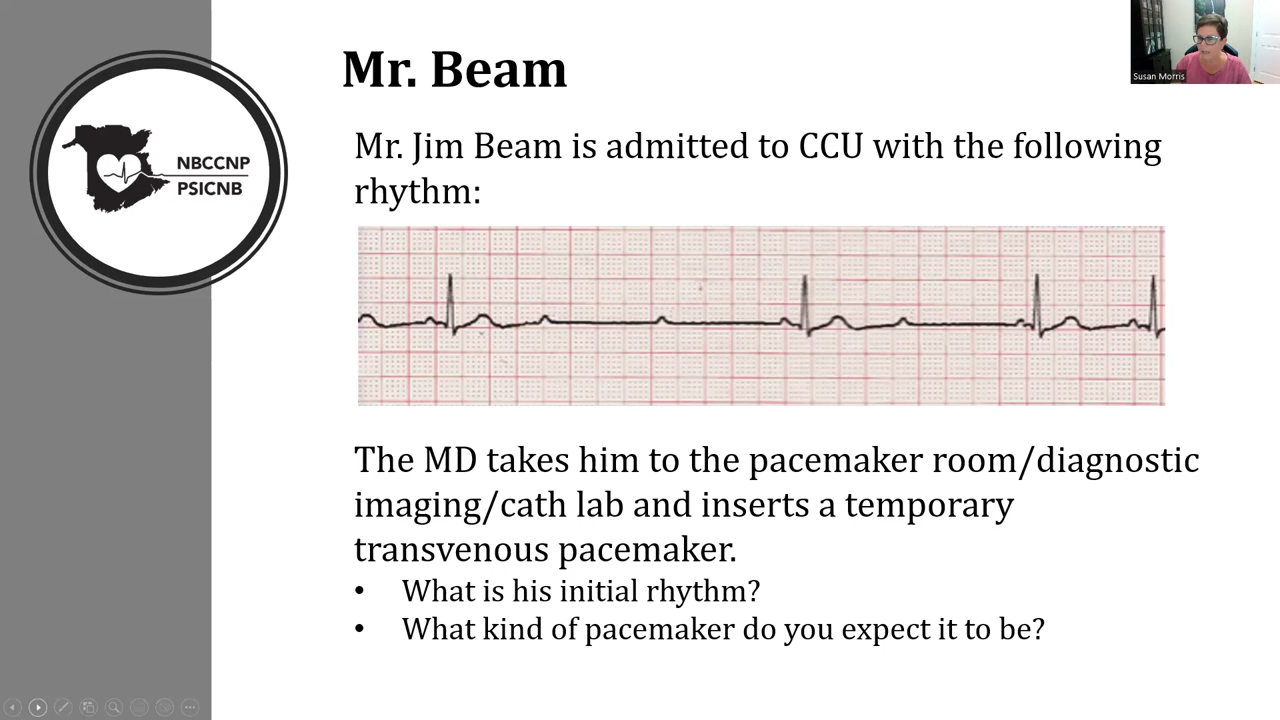 Mr. Beam
Susan Morris
NBCCNP
PSICNB
Mr. Jim Beam is admitted to CCU with the following
rhythm:
The MD takes him to the pacemaker room/diagnostic
imaging/cath lab and inserts a temporary
transvenous pacemaker.
• What is his initial rhythm?
• What kind of pacemaker do you expect it to be?